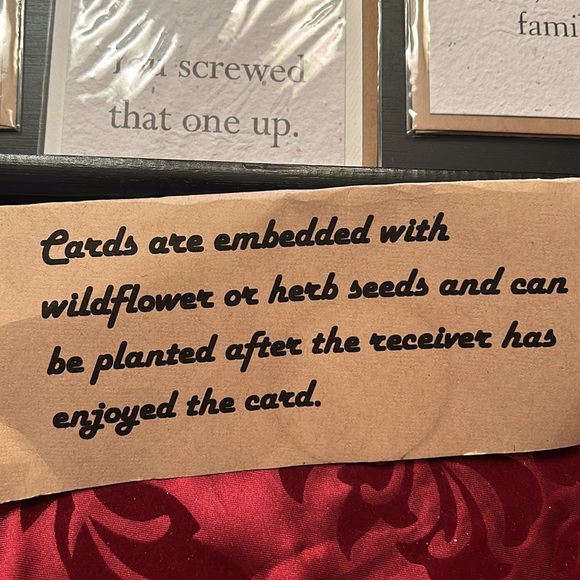 You screwed
that one up.
fami
Cards are embedded with
wildflower or herb seeds and can
be planted after the receiver has
enjoyed the card.